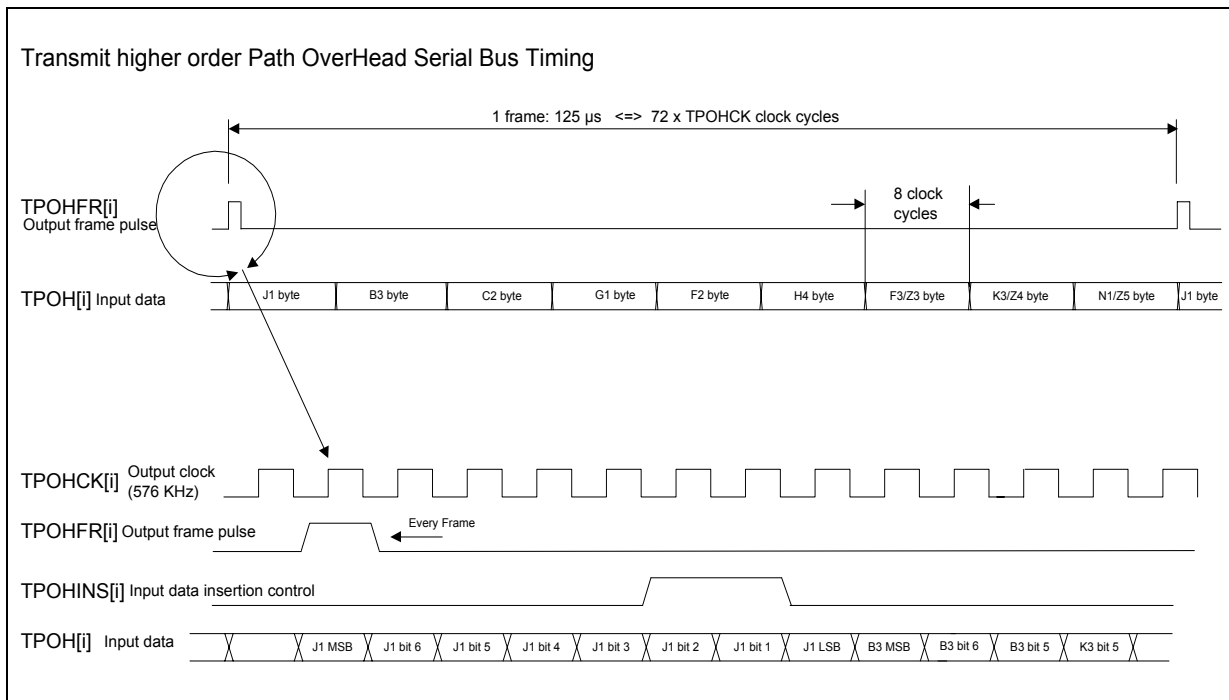 Transmit higher order Path OverHead Serial Bus Timing
1 frame: 125 µs <=> 72 x TPOHCK clock cycles
TPOHFR[i]
Output frame pulse
8 clock
cycles
TPOH[i] Input data
J1 byte
B3 byte
C2 byte
G1 byte
F2 byte
H4 byte
F3/Z3 byte
K3/Z4 byte
N1/Z5 byte
J1 byte
TPOHCK[i] Output clock
(576 KHz)
TPOHFR[i] Output frame pulse
Every Frame
TPOHINS[i] Input data insertion control
TPOH[i] Input data
J1 MSB
J1 bit 6
J1 bit 5
J1 bit 4
J1 bit 3
J1 bit 2
J1 bit 1
J1 LSB
B3 MSB
B3 bit 6
B3 bit 5
K3 bit 5